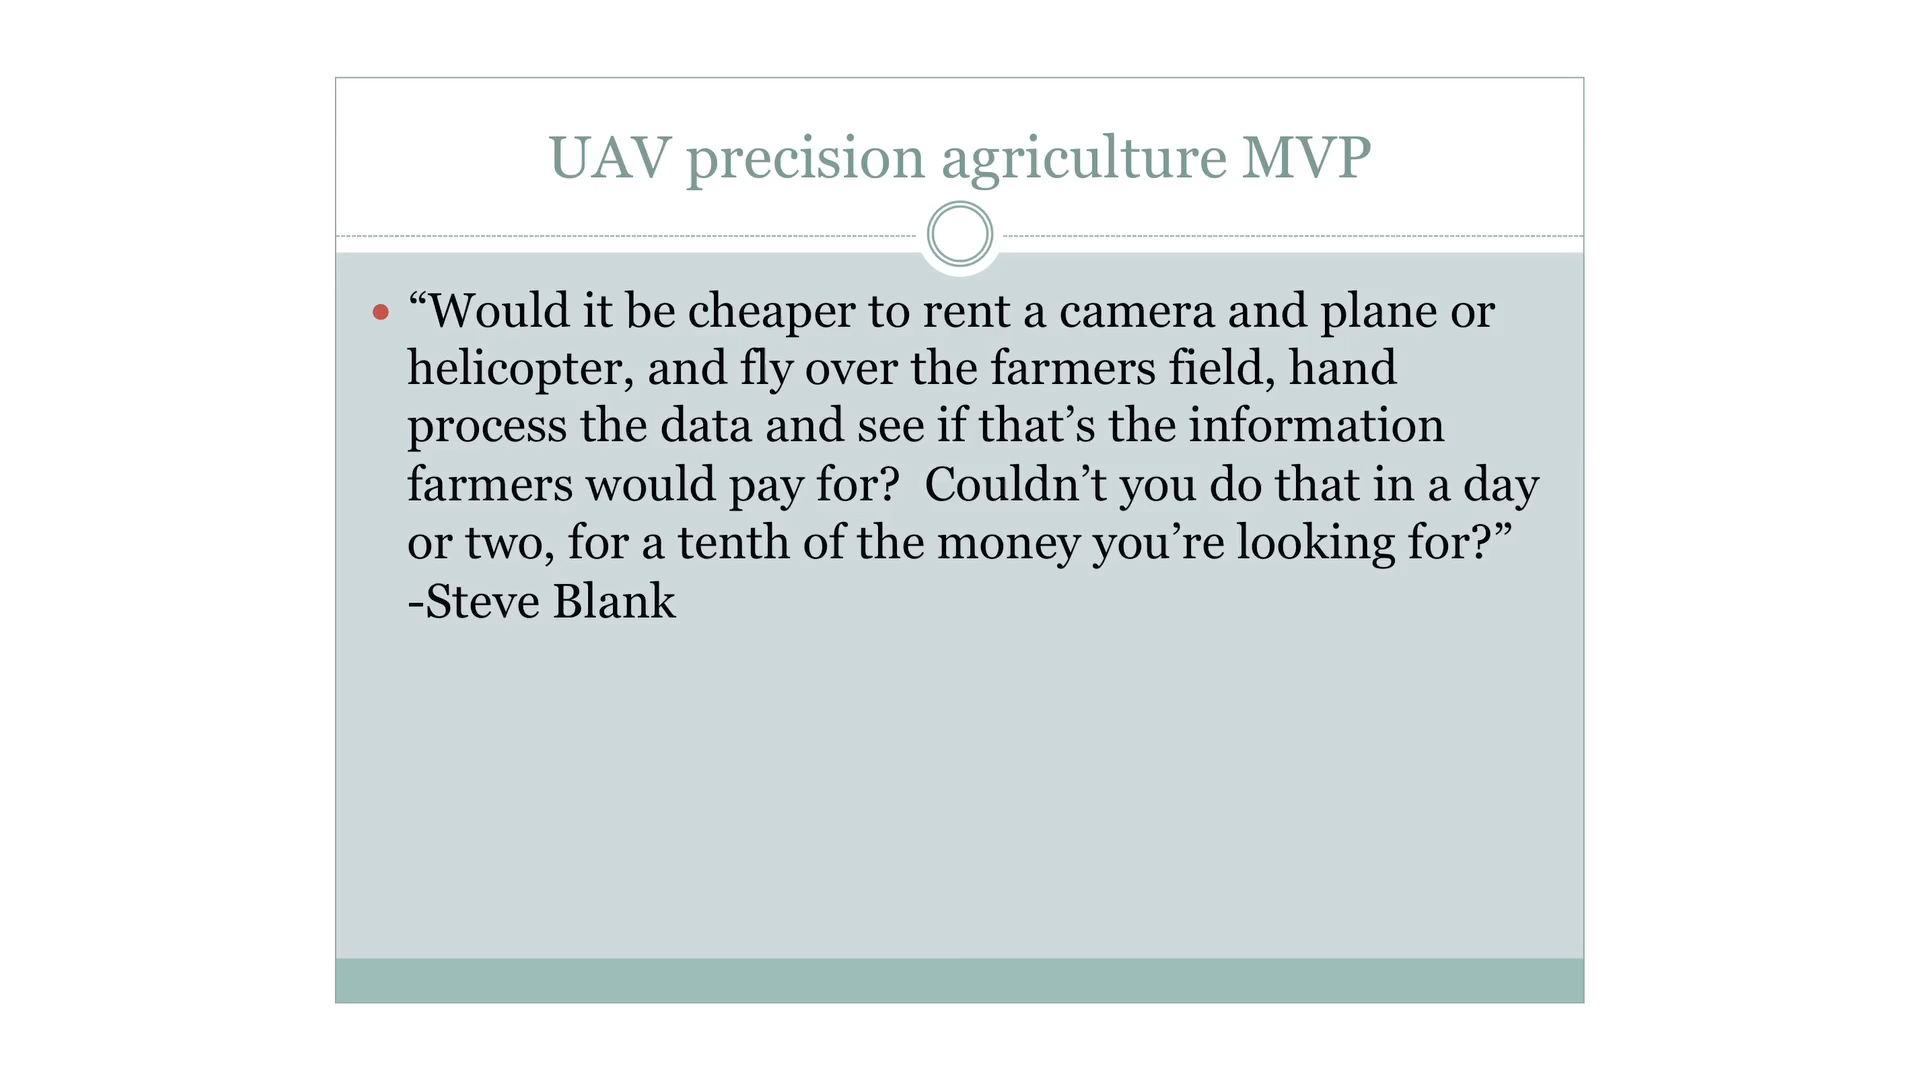 UAV precision agriculture MVP
• “Would it be cheaper to rent a camera and plane or
helicopter, and fly over the farmers field, hand
process the data and see if that’s the information
farmers would pay for?  Couldn’t you do that in a day
or two, for a tenth of the money you’re looking for?”
-Steve Blank